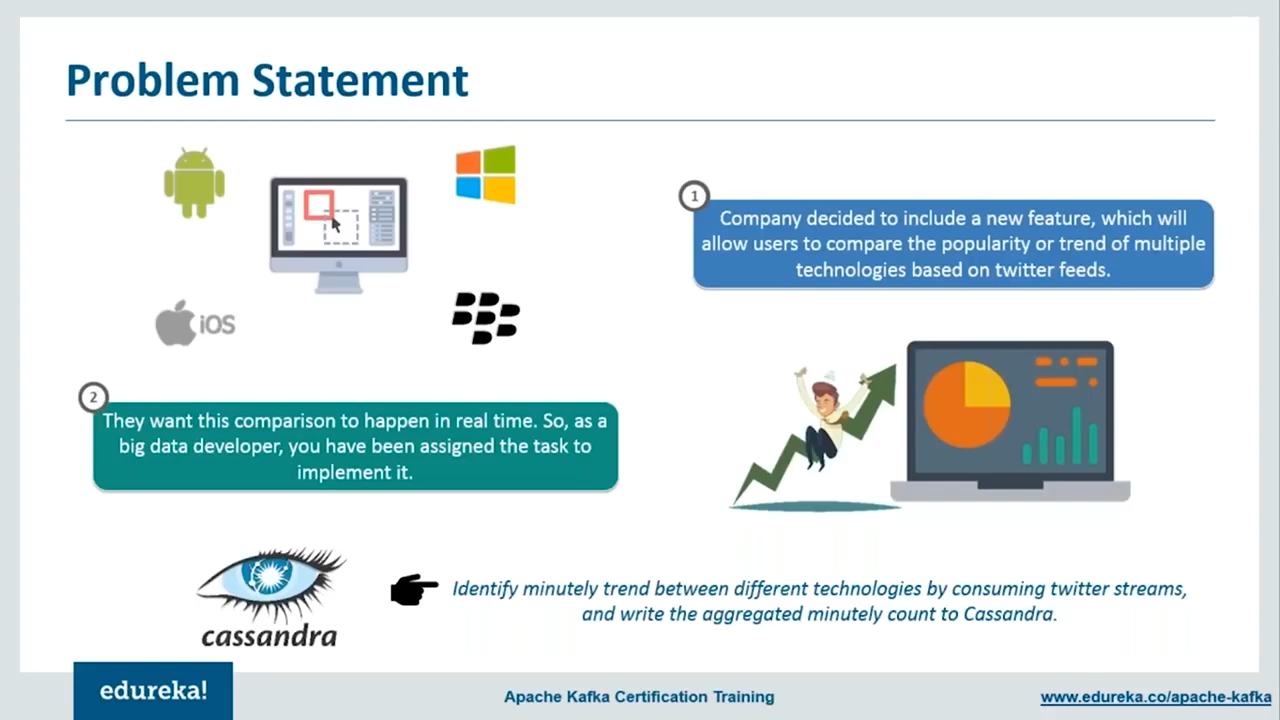 Problem Statement
iOS
1
Company decided to include a new feature, which will
allow users to compare the popularity or trend of multiple
technologies based on twitter feeds.
2
They want this comparison to happen in real time. So, as a
big data developer, you have been assigned the task to
implement it.
cassandra
Identify minutely trend between different technologies by consuming twitter streams,
and write the aggregated minutely count to Cassandra.
edureka!
Apache Kafka Certification Training
www.edureka.co/apache-kafka